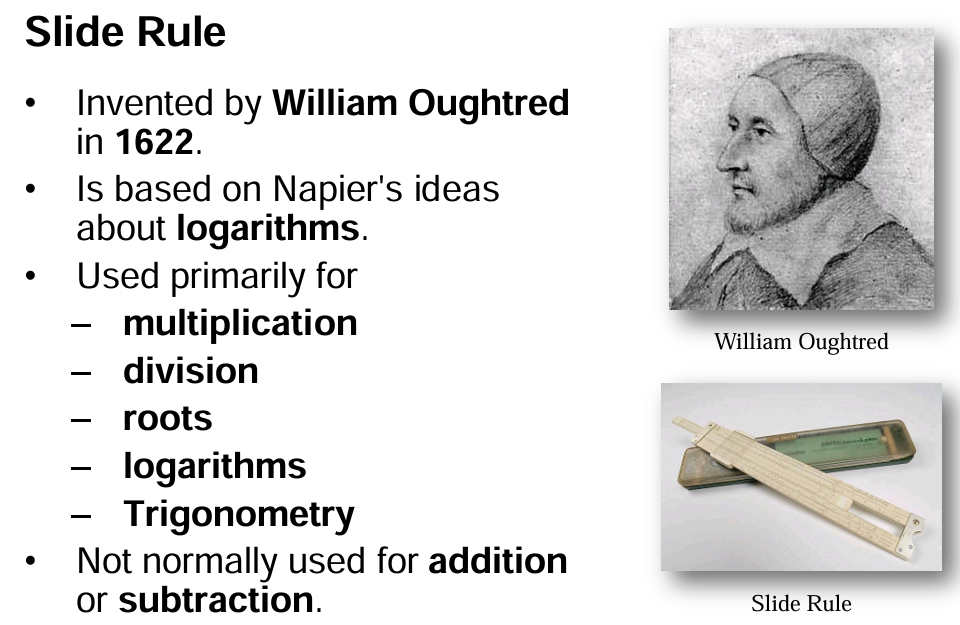 Slide Rule
• Invented by William Oughtred
in 1622.
• Is based on Napier's ideas
about logarithms.
• Used primarily for
– multiplication
– division
– roots
– logarithms
– Trigonometry
• Not normally used for addition
or subtraction.
William Oughtred
Slide Rule